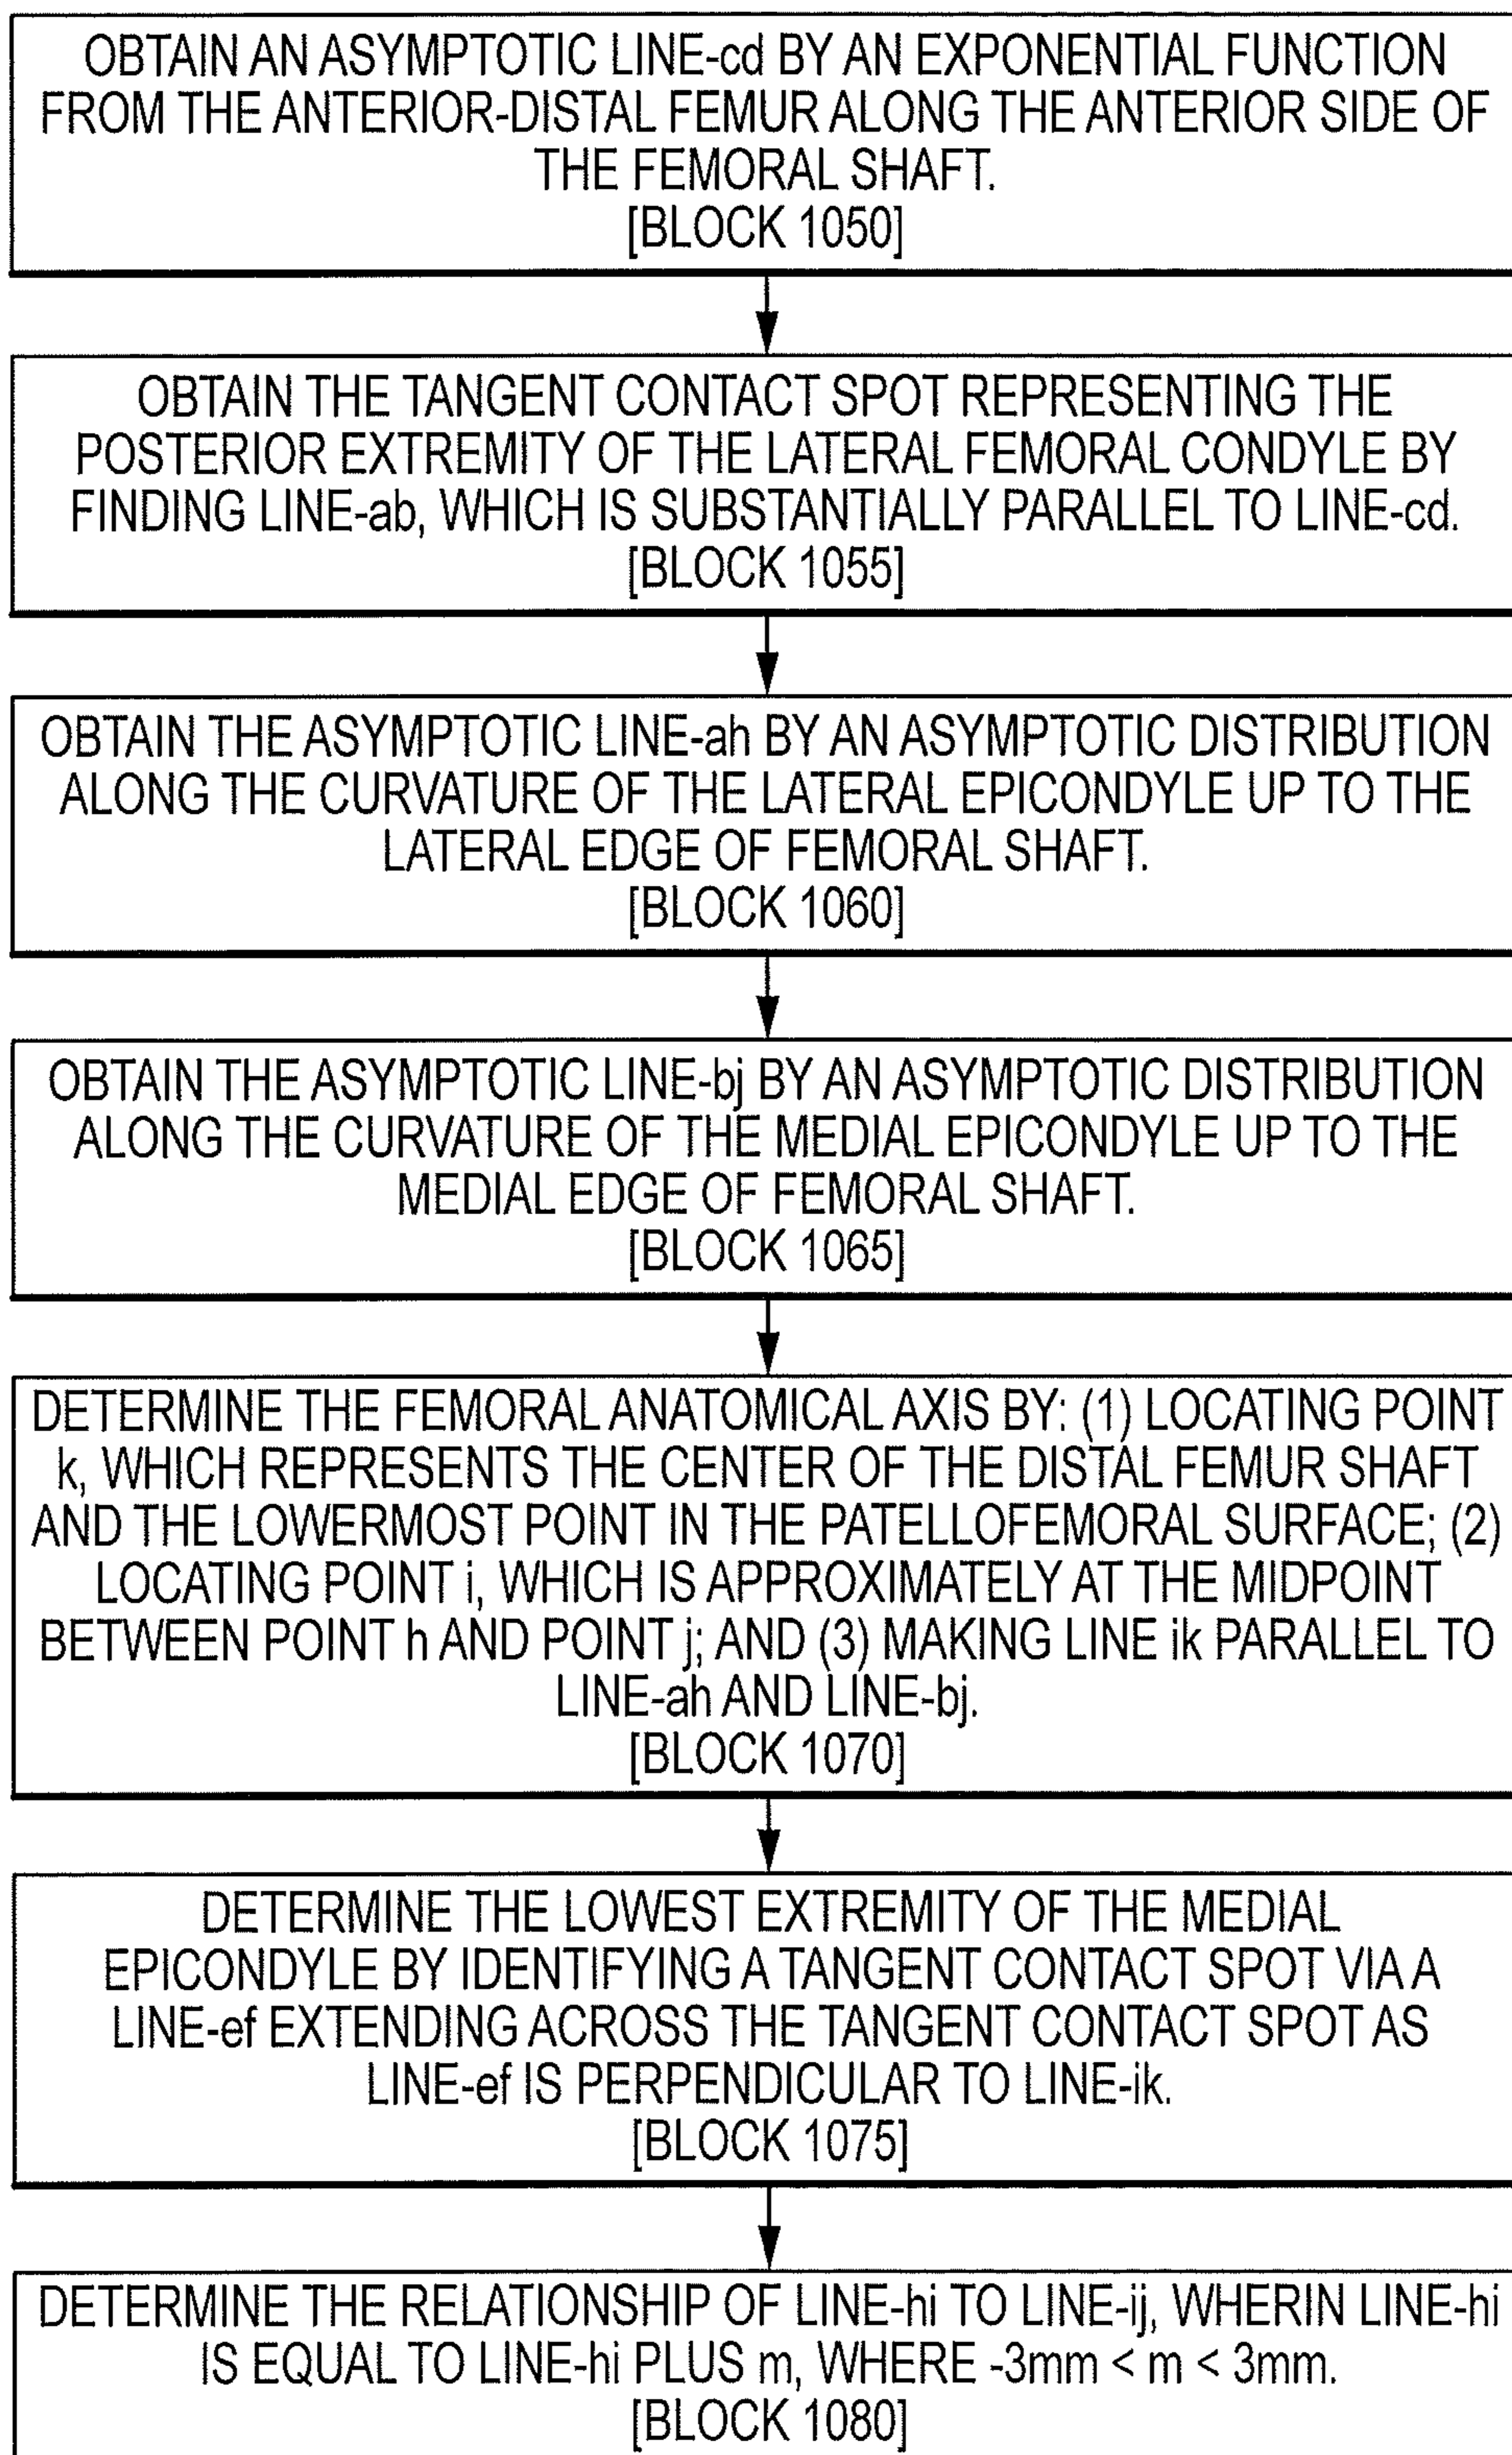 OBTAIN AN ASYMPTOTIC LINE-cd BY AN EXPONENTIAL FUNCTION
FROM THE ANTERIOR-DISTAL FEMUR ALONG THE ANTERIOR SIDE OF
THE FEMORAL SHAFT.
[BLOCK 1050]
OBTAIN THE TANGENT CONTACT SPOT REPRESENTING THE
POSTERIOR EXTREMITY OF THE LATERAL FEMORAL CONDYLE BY
FINDING LINE-ab, WHICH IS SUBSTANTIALLY PARALLEL TO LINE-cd.
[BLOCK 1055]
OBTAIN THE ASYMPTOTIC LINE-ah BY AN ASYMPTOTIC DISTRIBUTION
ALONG THE CURVATURE OF THE LATERAL EPICONDYLE UP TO THE
LATERAL EDGE OF FEMORAL SHAFT.
[BLOCK 1060]
OBTAIN THE ASYMPTOTIC LINE-bj BY AN ASYMPTOTIC DISTRIBUTION
ALONG THE CURVATURE OF THE MEDIAL EPICONDYLE UP TO THE
MEDIAL EDGE OF FEMORAL SHAFT.
[BLOCK 1065]
DETERMINE THE FEMORAL ANATOMICAL AXIS BY: (1) LOCATING POINT
k, WHICH REPRESENTS THE CENTER OF THE DISTAL FEMUR SHAFT
AND THE LOWERMOST POINT IN THE PATELLOFEMORAL SURFACE; (2)
LOCATING POINT i, WHICH IS APPROXIMATELY AT THE MIDPOINT
BETWEEN POINT h AND POINT j; AND (3) MAKING LINE ik PARALLEL TO
LINE-ah AND LINE-bj.
[BLOCK 1070]
DETERMINE THE LOWEST EXTREMITY OF THE MEDIAL
EPICONDYLE BY IDENTIFYING A TANGENT CONTACT SPOT VIA A
LINE-ef EXTENDING ACROSS THE TANGENT CONTACT SPOT AS
LINE-ef IS PERPENDICULAR TO LINE-ik.
[BLOCK 1075]
DETERMINE THE RELATIONSHIP OF LINE-hi TO LINE-ij, WHERIN LINE-hi
IS EQUAL TO LINE-hi PLUS m, WHERE -3mm < m < 3mm.
[BLOCK 1080]